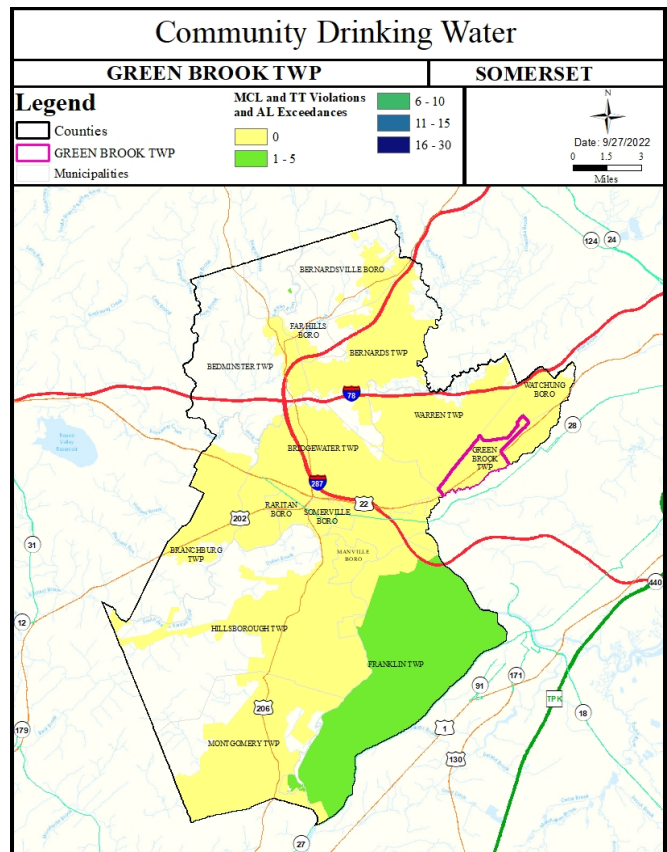 Community Drinking Water
GREEN BROOK TWP
SOMERSET
Legend
Counties
GREEN BROOK TWP
Municipalities
MCL and TT Violations
and AL Exceedances
0
1 - 5
6 - 10
11 - 15
16 - 30
N
Date: 9/27/2022
0 1.5 3
Miles
124
24
BERNARDSVILLE BORO
FAR HILLS
BORO
BERNARDS TWP
BEDMINSTER TWP
78
WATCHUNG
BORO
WARREN TWP
28
BRIDGEWATER TWP
GREEN
BROOK
TWP
287
22
RARITAN
BORO
SOMERVILLE
BORO
202
31
BRANCHBURG
TWP
MANVILLE
BORO
440
12
HILLSBOROUGH TWP
FRANKLIN TWP
171
91
TPK
206
18
179
1
MONTGOMERY TWP
130
27